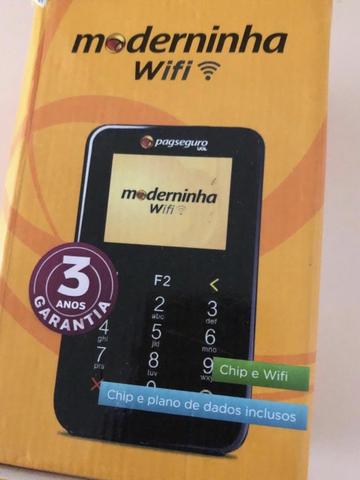 moderninha
Wifi
pagseguro
UOL
moderninha
Wifi
3
ANOS
GARANTIA
F2
<
2
abc
3
def
4
ghi
5
jkl
6
mno
7
prs
8
tuv
9
wxy
Chip e Wifi
Chip e plano de dados inclusos